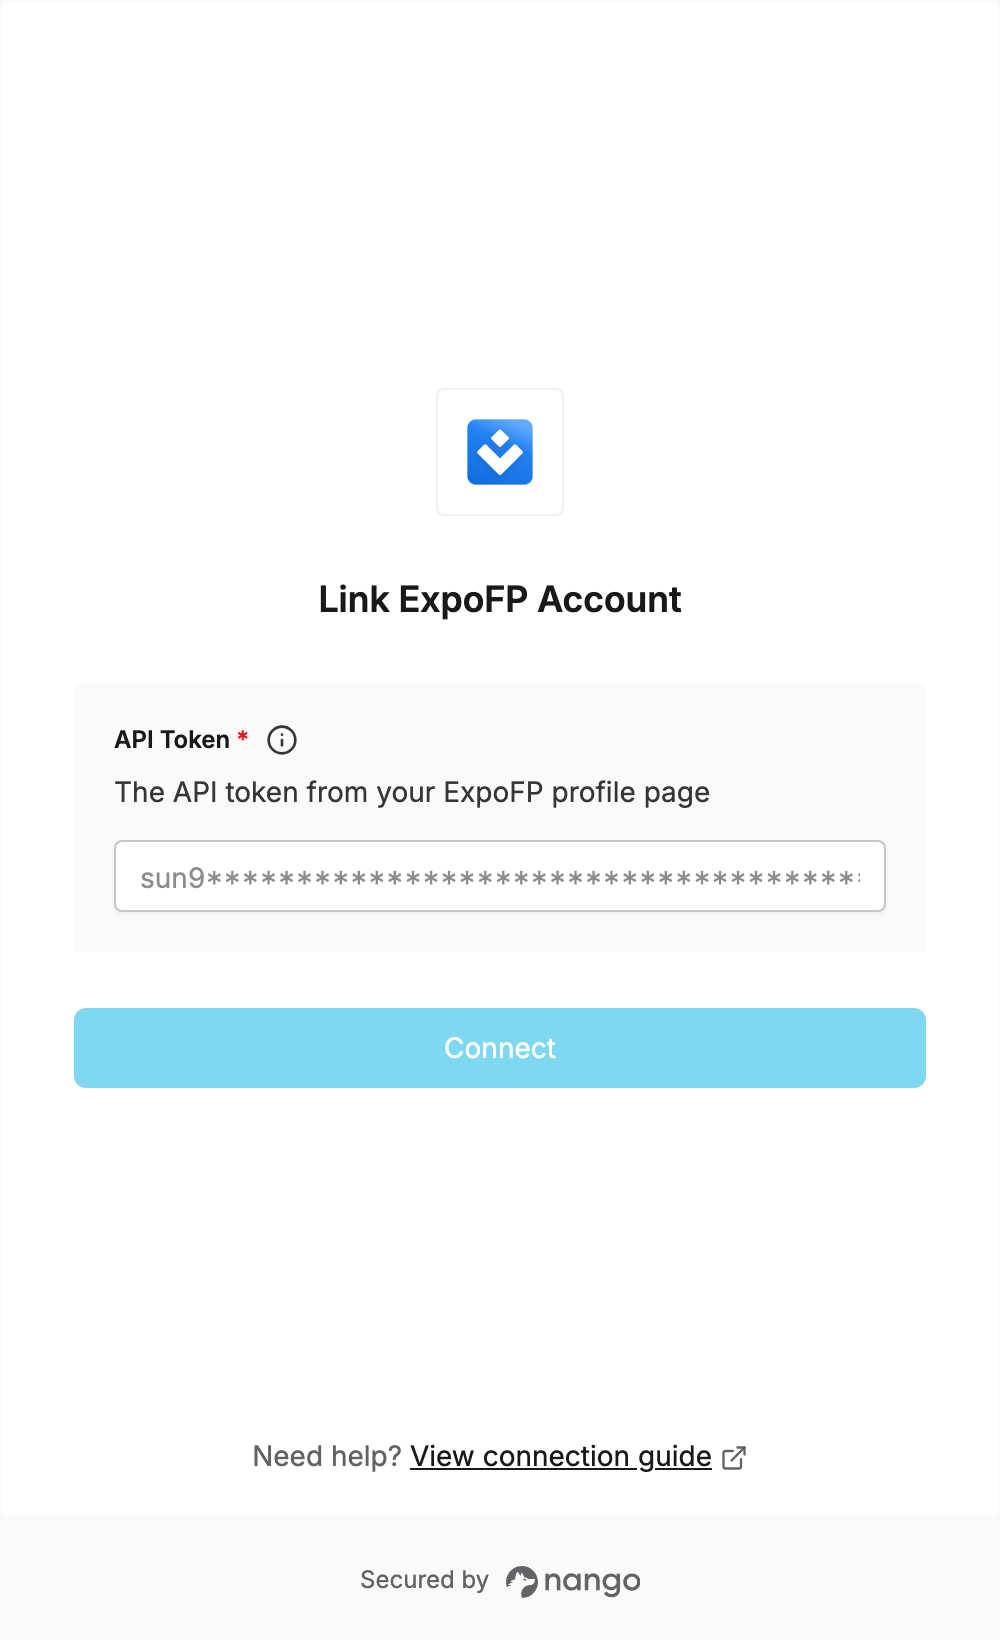 Link ExpoFP Account
API Token *
The API token from your ExpoFP profile page
sun9************************************
Connect
Need help? View connection guide
Secured by nango